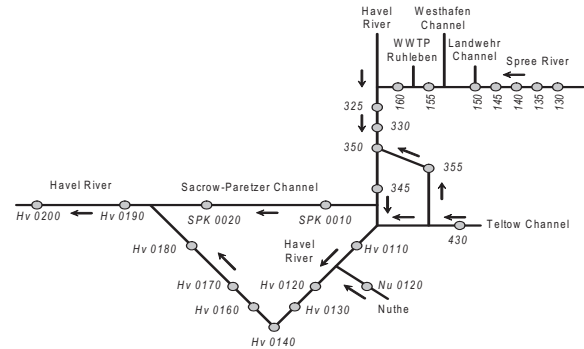 Havel
River
Westhafen
Channel
WWTP
Ruhleben
Landwehr
Channel
Spree River
160
155
150
145
140
135
130
325
330
350
355
345
Havel River
Sacrow-Paretzer Channel
Hv 0200
Hv 0190
SPK 0020
SPK 0010
Teltow Channel
430
Havel
River
Hv 0110
Hv 0180
Hv 0170
Hv 0120
Nu 0120
Hv 0160
Hv 0130
Nuthe
Hv 0140